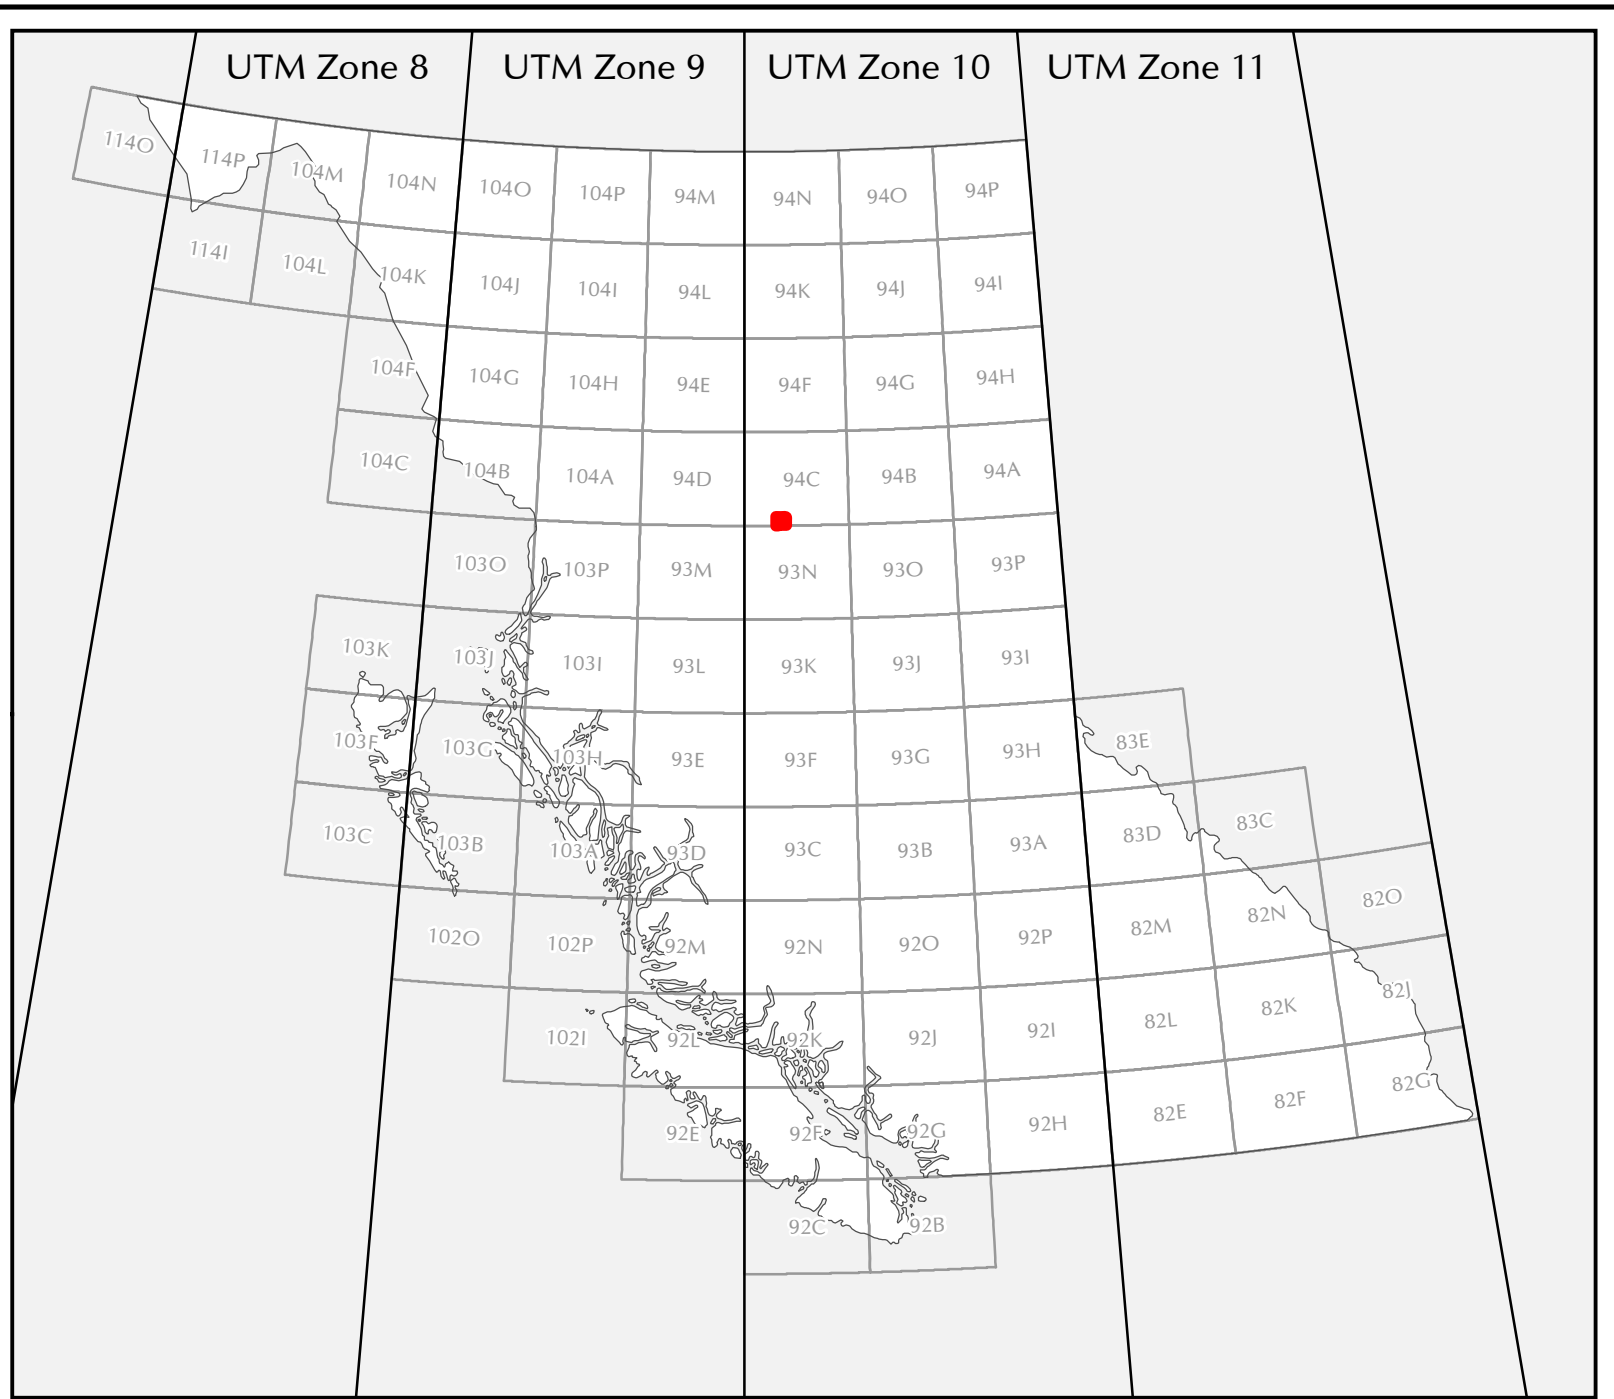 UTM Zone 8 UTM Zone 9 UTM Zone 10 UTM Zone 11
114O 114P 104M 104N 104O 104P 94M 94N 94O 94P
114I 104L 104K 104J 104I 94L 94K 94J 94I
104F 104G 104H 94E 94F 94G 94H
104C 104B 104A 94D 94C 94B 94A
103O 103P 93M 93N 93O 93P
103K 103J 103I 93L 93K 93J 93I
103F 103G 103H 93E 93F 93G 93H 83E
103C 103B 103A 93D 93C 93B 93A 83D 83C
102O 102P 92M 92N 92O 92P 82M 82N 82O
102I 92L 92K 92J 92I 82L 82K 82J
92E 92F 92G 92H 82E 82F 82G
92C 92B